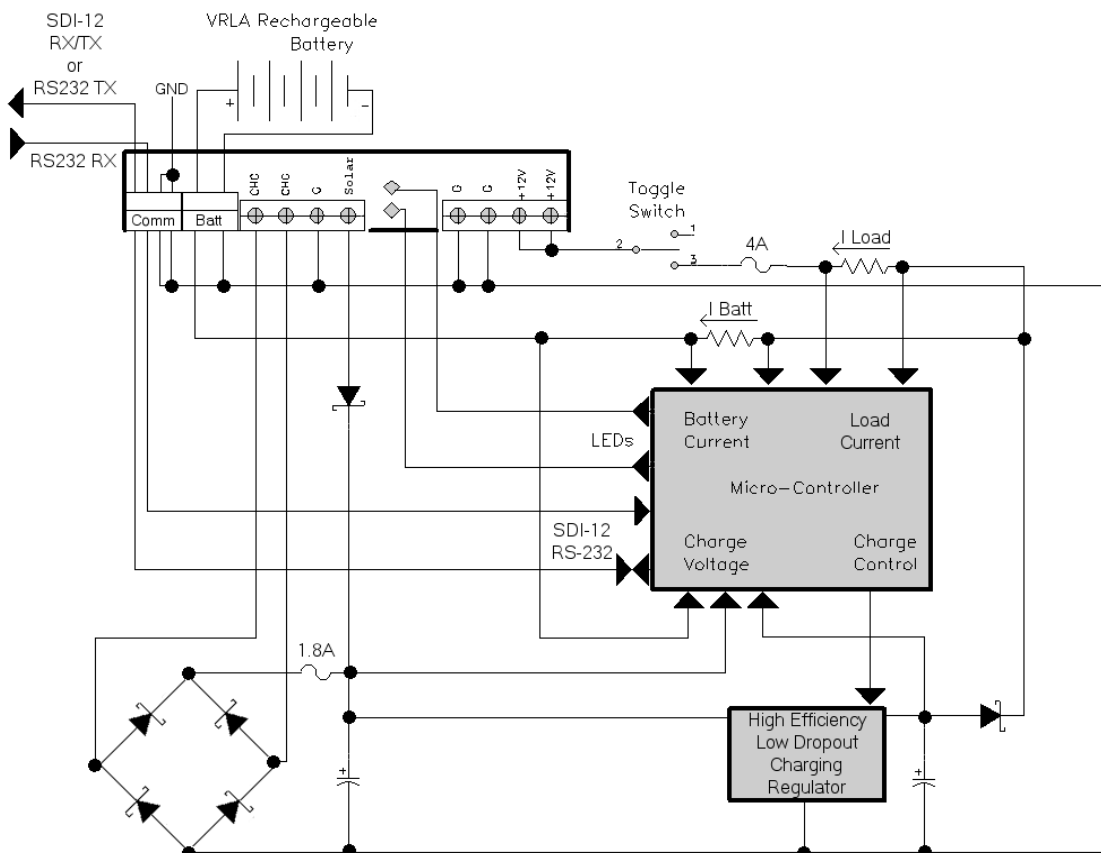 SDI-12
RX/TX
or
RS232 TX
VRLA Rechargeable
Battery
GND
+
-
RS232 RX
CHG
CHG
G
Solar
G
G
+12V
+12V
Comm
Batt
Toggle
Switch
1
2
3
4A
I Load
I Batt
Battery
Current
Load
Current
LEDs
Micro-Controller
SDI-12
RS-232
Charge
Voltage
Charge
Control
1.8A
High Efficiency
Low Dropout
Charging
Regulator
+
+